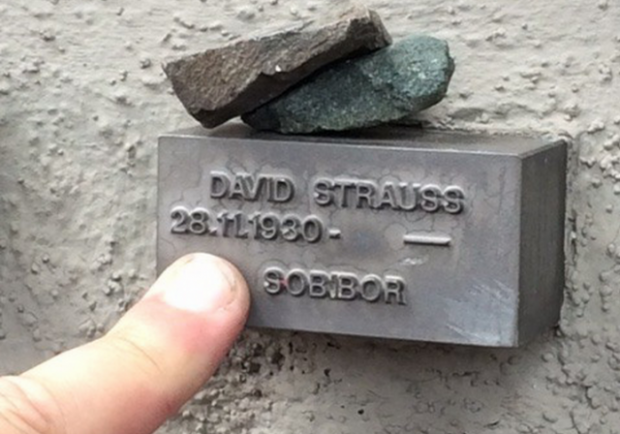 DAVID STRAUSS
28.11.1930 - —
SOBIBOR